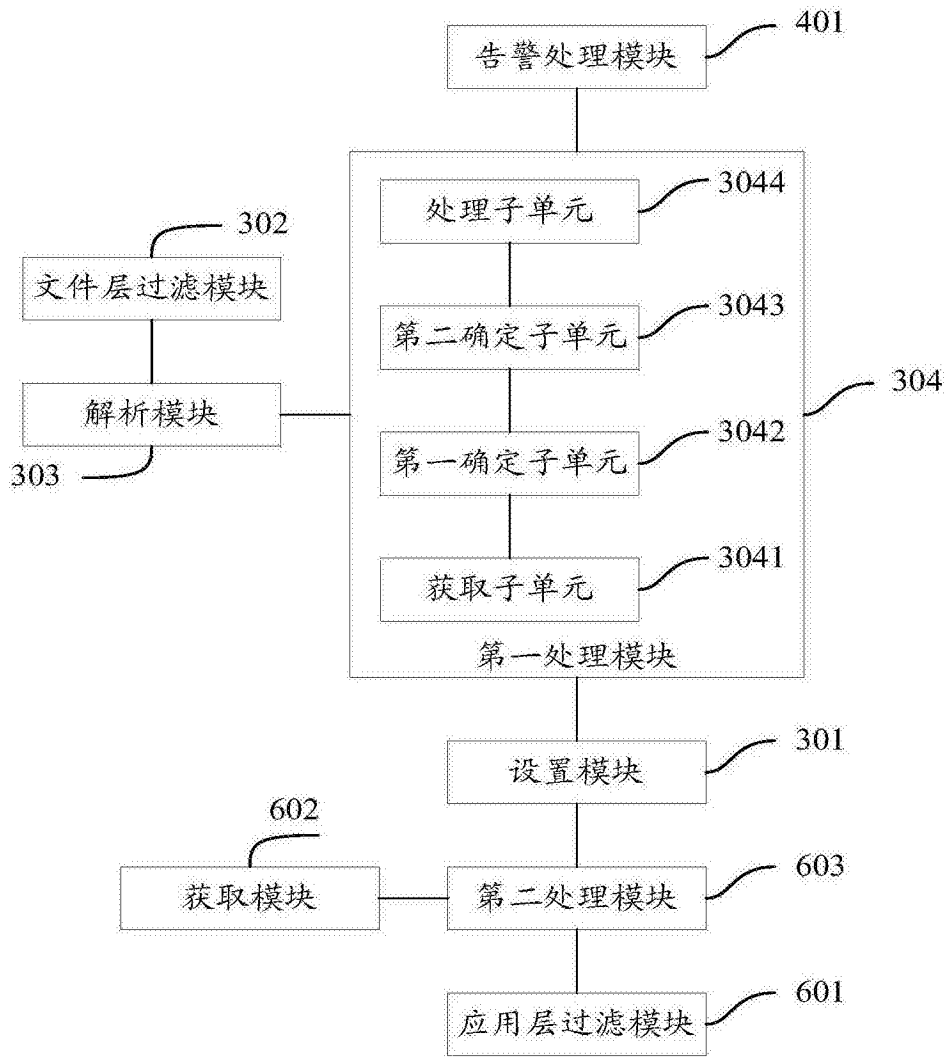 401
告警处理模块
3044
处理子单元
302
文件层过滤模块
3043
第二确定子单元
304
解析模块
3042
第一确定子单元
303
3041
获取子单元
第一处理模块
301
设置模块
602
603
获取模块
第二处理模块
601
应用层过滤模块